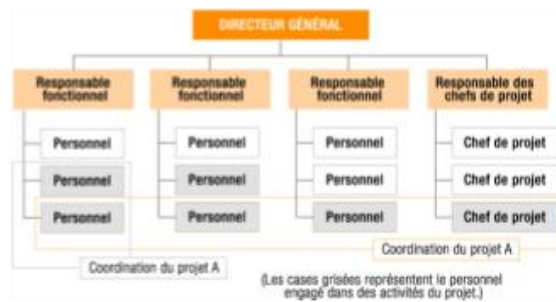 DIRECTEUR GÉNÉRAL
Responsable fonctionnel
Responsable fonctionnel
Responsable fonctionnel
Responsable des chefs de projet
Personnel
Personnel
Personnel
Chef de projet
Personnel
Personnel
Personnel
Chef de projet
Personnel
Personnel
Personnel
Chef de projet
Coordination du projet A
Coordination du projet A
(Les cases grisées représentent le personnel
engagé dans des activités du projet.)